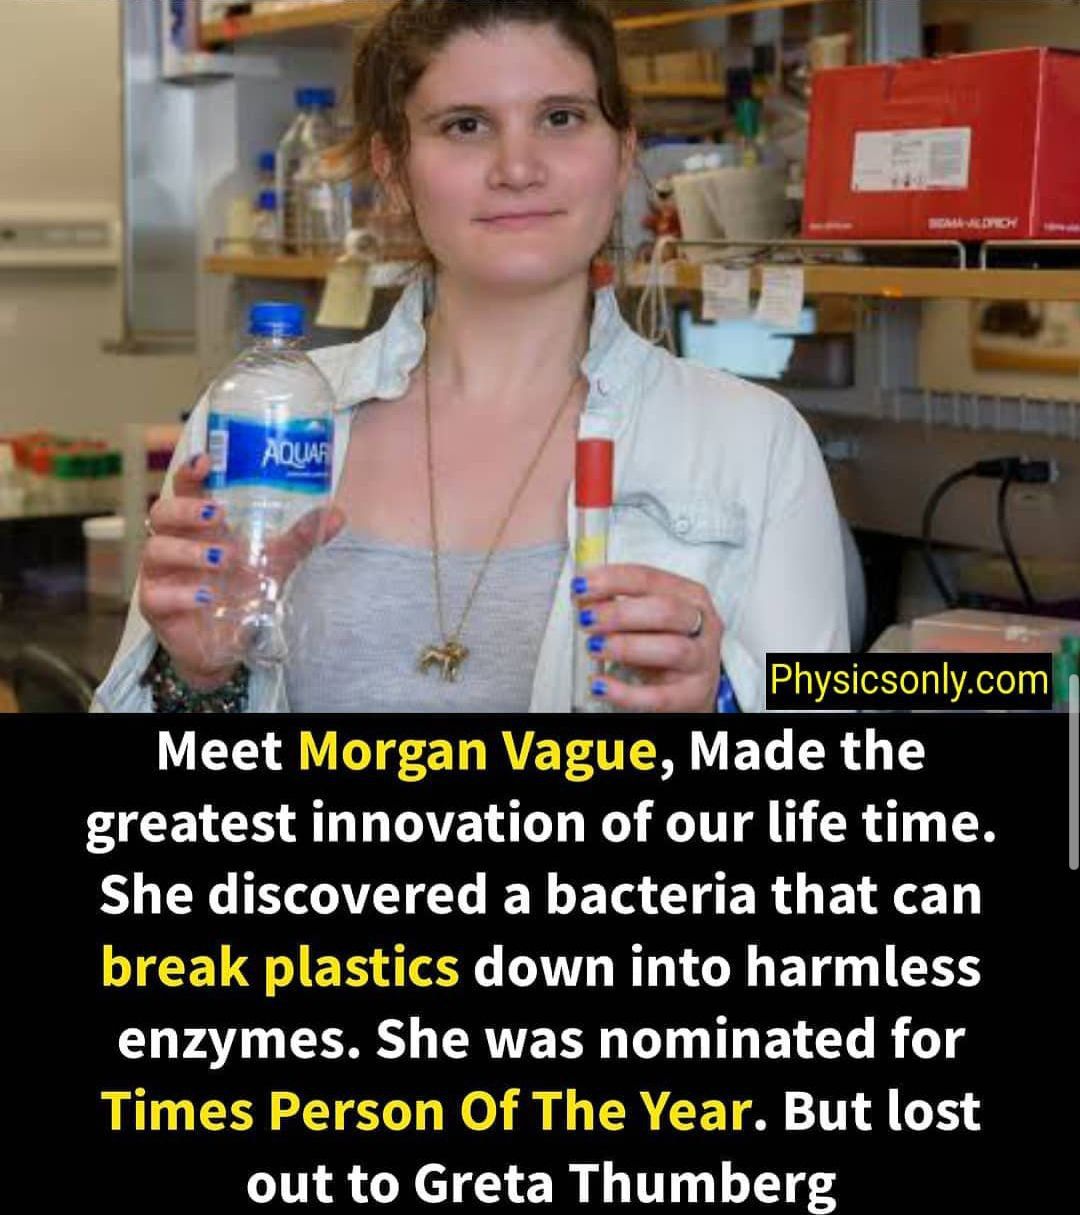 SIGMA-ALDRICH
AQUAF
Physicsonly.com
Meet Morgan Vague, Made the
greatest innovation of our life time.
She discovered a bacteria that can
break plastics down into harmless
enzymes. She was nominated for
Times Person Of The Year. But lost
out to Greta Thumberg